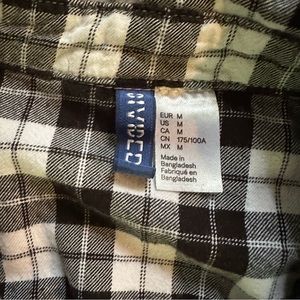 DIVIDED
EUR M
US M
CA M
CN 175/100A
MX M
Made in
Bangladesh
Fabriqué en
Bangladesh